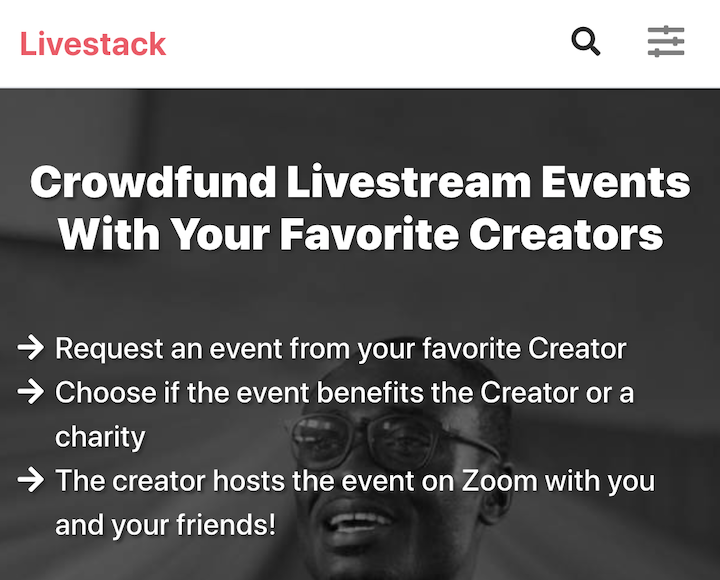 Livestack
Crowdfund Livestream Events
With Your Favorite Creators
Request an event from your favorite Creator
Choose if the event benefits the Creator or a
charity
The creator hosts the event on Zoom with you
and your friends!